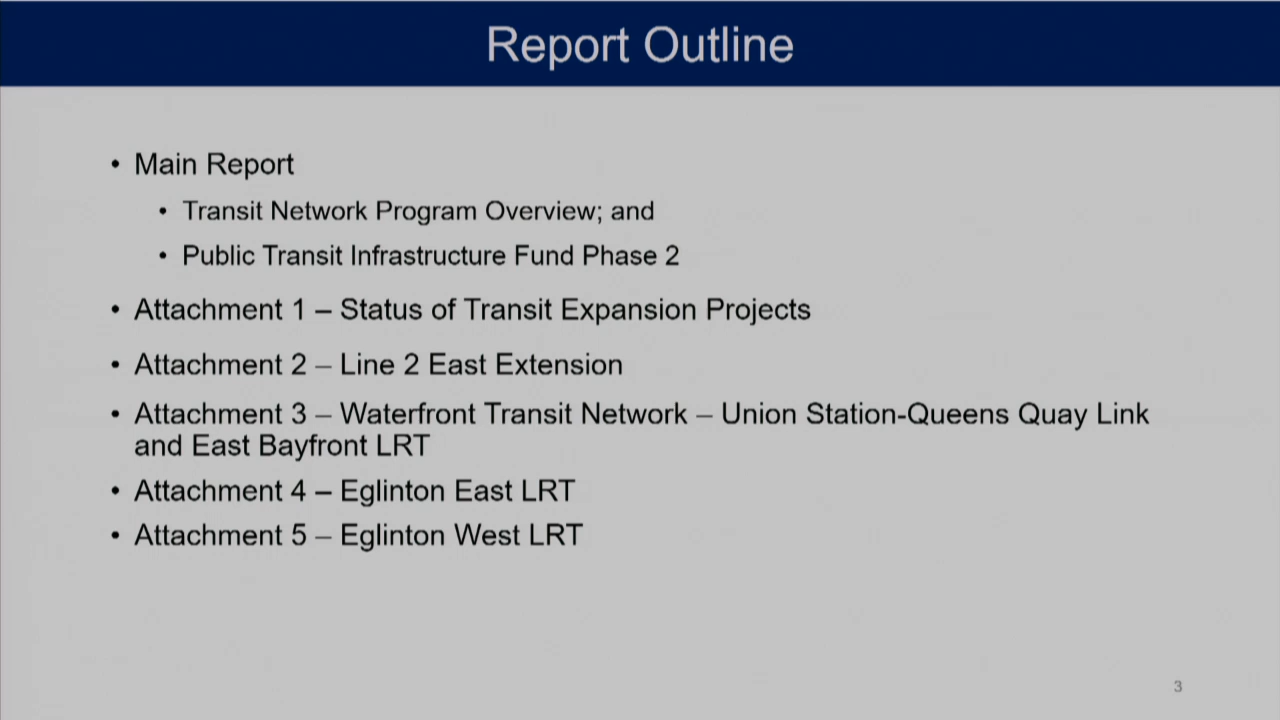 Report Outline
• Main Report
• Transit Network Program Overview; and
• Public Transit Infrastructure Fund Phase 2
• Attachment 1 – Status of Transit Expansion Projects
• Attachment 2 – Line 2 East Extension
• Attachment 3 – Waterfront Transit Network – Union Station-Queens Quay Link
and East Bayfront LRT
• Attachment 4 – Eglinton East LRT
• Attachment 5 – Eglinton West LRT
3